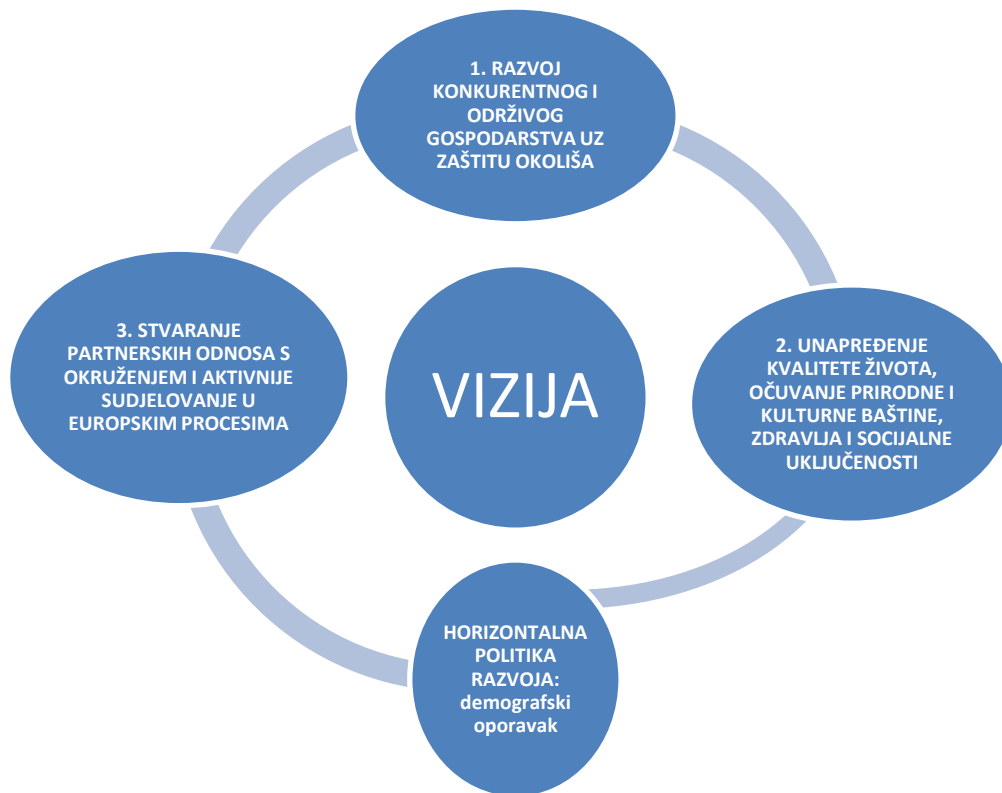 1. RAZVOJ
KONKURENTNOG I
ODRŽIVOG
GOSPODARSTVA UZ
ZAŠTITU OKOLIŠA
3. STVARANJE
PARTNERSKIH ODNOSA S
OKRUŽENJEM I AKTIVNIJE
SUDJELOVANJE U
EUROPSKIM PROCESIMA
VIZIJA
2. UNAPREĐENJE
KVALITETE ŽIVOTA,
OČUVANJE PRIRODNE I
KULTURNE BAŠTINE,
ZDRAVLJA I SOCIJALNE
UKLJUČENOSTI
HORIZONTALNA
POLITIKA
RAZVOJA:
demografski
oporavak